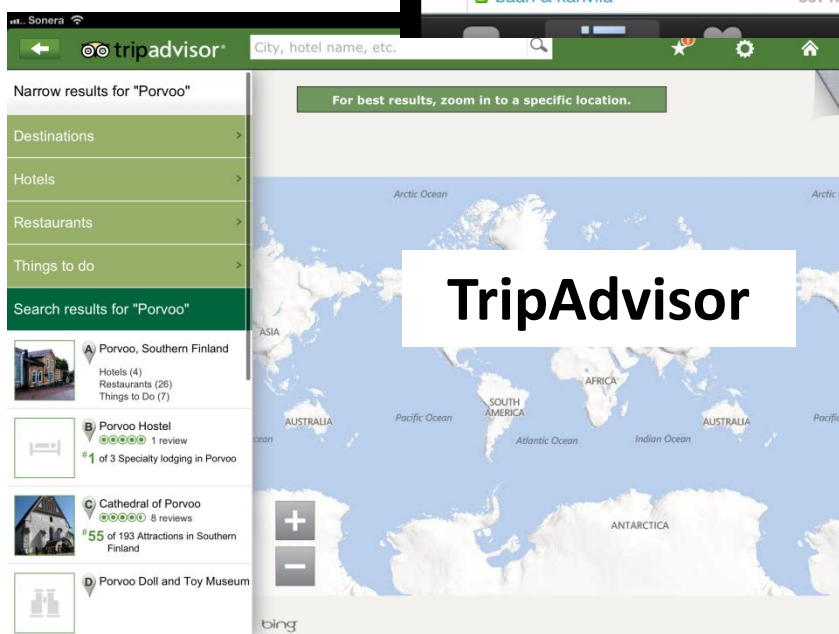 Sonera
tripadvisor
City, hotel name, etc.
Narrow results for "Porvoo"
Destinations
Hotels
Restaurants
Things to do
Search results for "Porvoo"
A Porvoo, Southern Finland
Hotels (4)
Restaurants (26)
Things to Do (7)
B Porvoo Hostel
1 review
#1 of 3 Specialty lodging in Porvoo
C Cathedral of Porvoo
8 reviews
#55 of 193 Attractions in Southern
Finland
D Porvoo Doll and Toy Museum
For best results, zoom in to a specific location.
Arctic Ocean
Arctic
TripAdvisor
ASIA
AFRICA
SOUTH
AMERICA
AUSTRALIA
Pacific Ocean
AUSTRALIA
Pacific
Atlantic Ocean
Indian Ocean
ANTARCTICA
bing